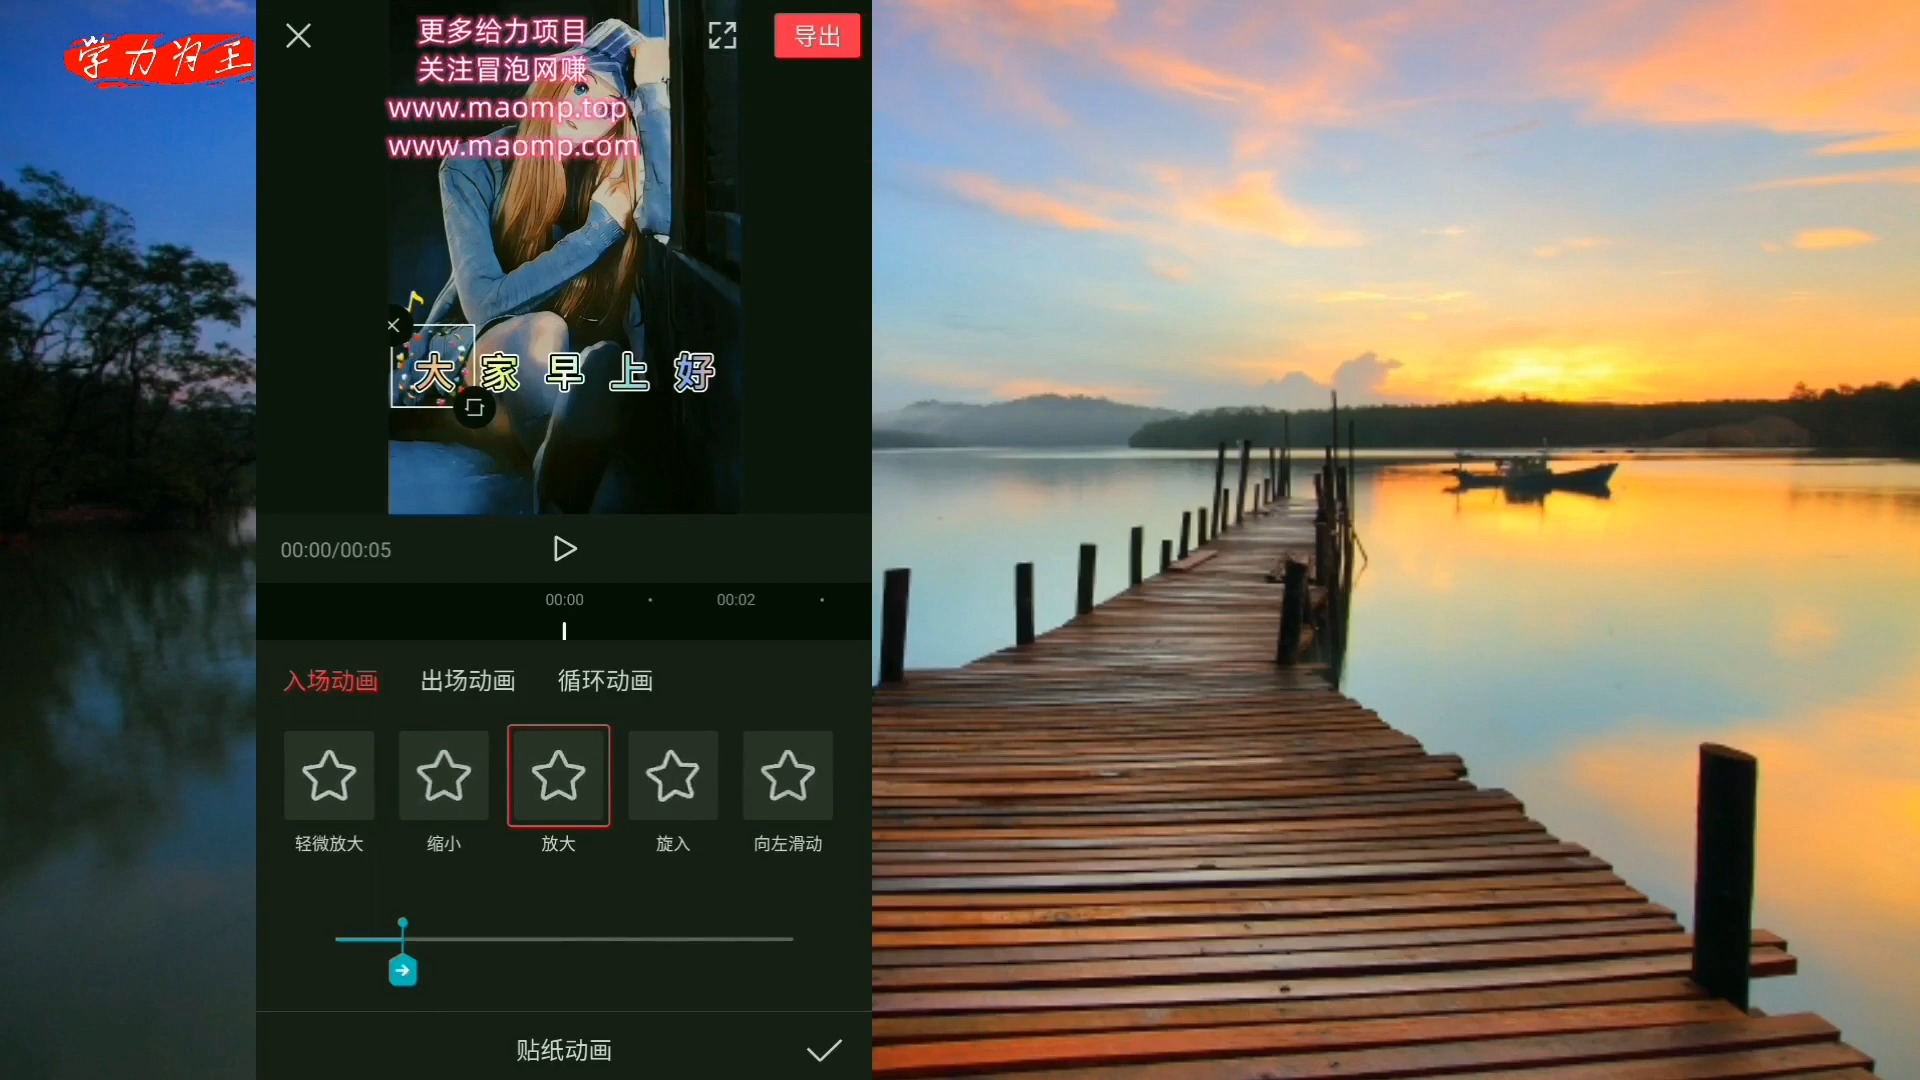 学力为王
更多给力项目
关注冒泡网赚
www.maomp.top
www.maomp.com
导出
大家早上好
00:00/00:05
00:00
00:02
入场动画 出场动画 循环动画
轻微放大 缩小 放大 旋入 向左滑动
贴纸动画